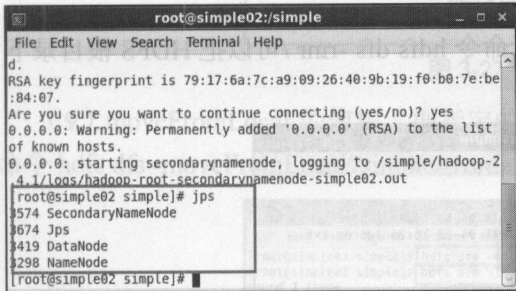 root@simple02:/simple
File Edit View Search Terminal Help
d.
RSA key fingerprint is 79:17:6a:7c:a9:09:26:40:9b:19:f0:b0:7e:be
:84:07.
Are you sure you want to continue connecting (yes/no)? yes
0.0.0.0: Warning: Permanently added '0.0.0.0' (RSA) to the list
of known hosts.
0.0.0.0: starting secondarynamenode, logging to /simple/hadoop-2
.4.1/logs/hadoop-root-secondarynamenode-simple02.out
[root@simple02 simple]# jps
3574 SecondaryNameNode
3674 Jps
3419 DataNode
3298 NameNode
[root@simple02 simple]#